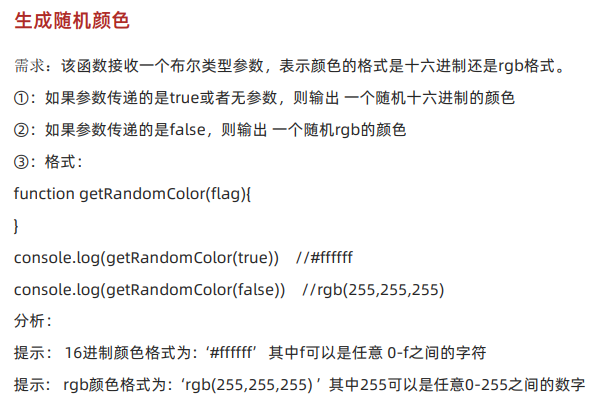 生成随机颜色
需求：该函数接收一个布尔类型参数，表示颜色的格式是十六进制还是rgb格式。
①：如果参数传递的是true或者无参数，则输出 一个随机十六进制的颜色
②：如果参数传递的是false，则输出 一个随机rgb的颜色
③：格式：
function getRandomColor(flag){
}
console.log(getRandomColor(true)) //#ffffff
console.log(getRandomColor(false)) //rgb(255,255,255)
分析：
提示： 16进制颜色格式为：‘#ffffff’ 其中f可以是任意 0-f之间的字符
提示： rgb颜色格式为：‘rgb(255,255,255) ’其中255可以是任意0-255之间的数字